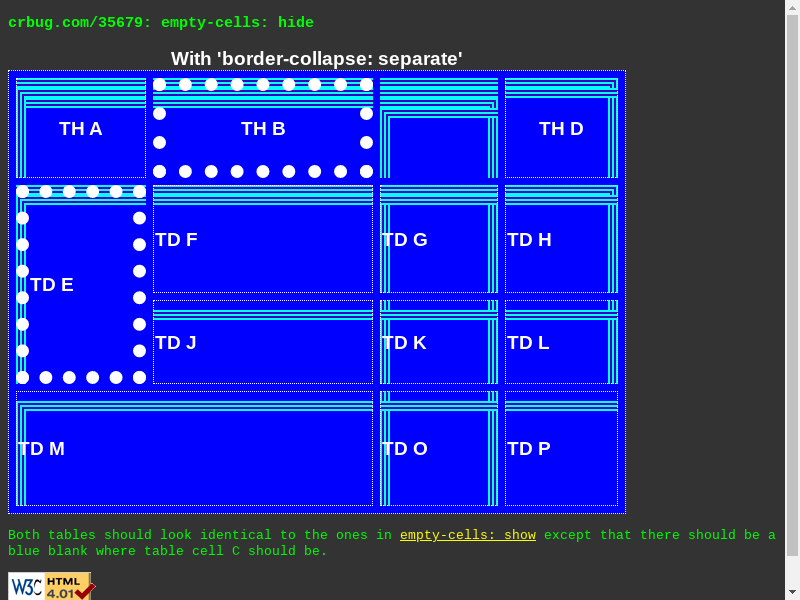 crbug.com/35679: empty-cells: hide
With 'border-collapse: separate'
TH A
TH B
TH D
TD E
TD F
TD G
TD H
TD J
TD K
TD L
TD M
TD O
TD P
Both tables should look identical to the ones in empty-cells: show except that there should be a
blue blank where table cell C should be.
W3C HTML
4.01